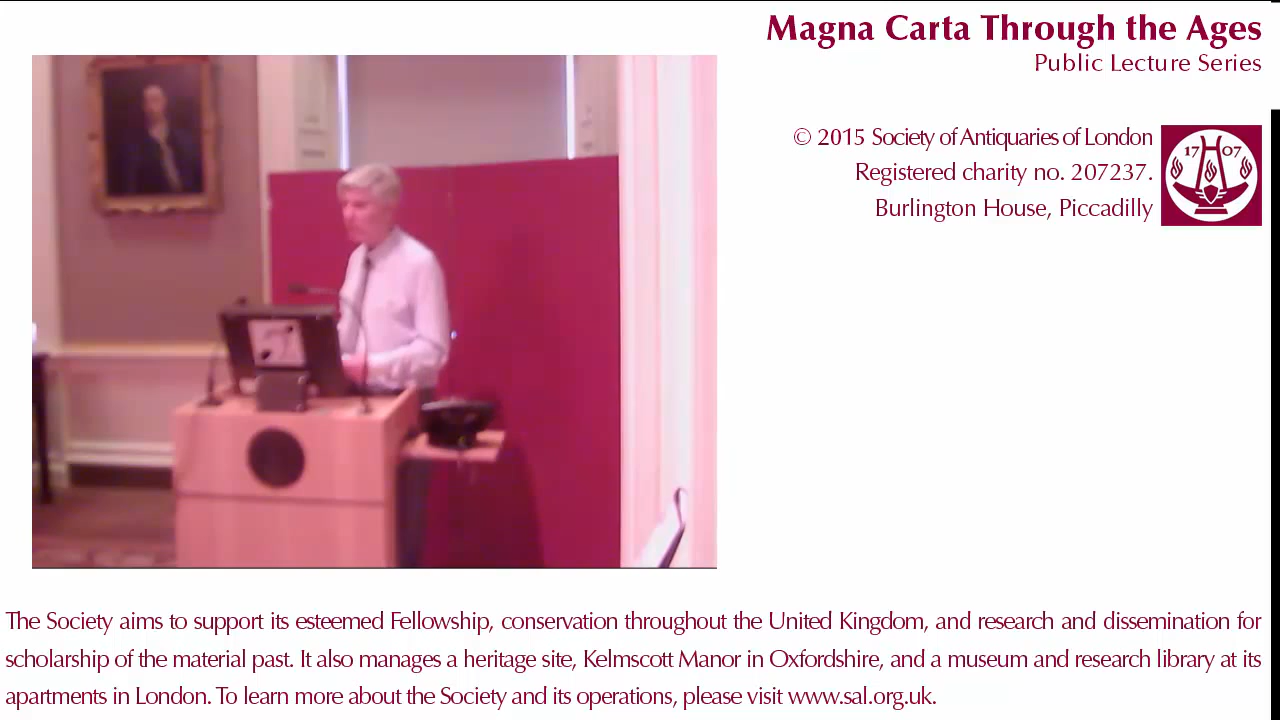 Magna Carta Through the Ages
Public Lecture Series
© 2015 Society of Antiquaries of London
Registered charity no. 207237.
Burlington House, Piccadilly
17 07
The Society aims to support its esteemed Fellowship, conservation throughout the United Kingdom, and research and dissemination for
scholarship of the material past. It also manages a heritage site, Kelmscott Manor in Oxfordshire, and a museum and research library at its
apartments in London. To learn more about the Society and its operations, please visit www.sal.org.uk.